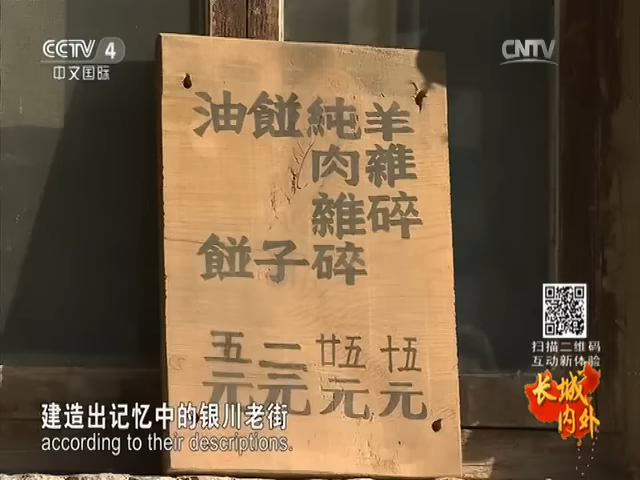 CCTV 4
中文国际
CNTV
羊雜碎 十五元
純肉雜碎 廿五元
餅子 二元
油餅 五元
扫描二维码
互动新体验
长城
内外
建造出记忆中的银川老街
according to their descriptions.